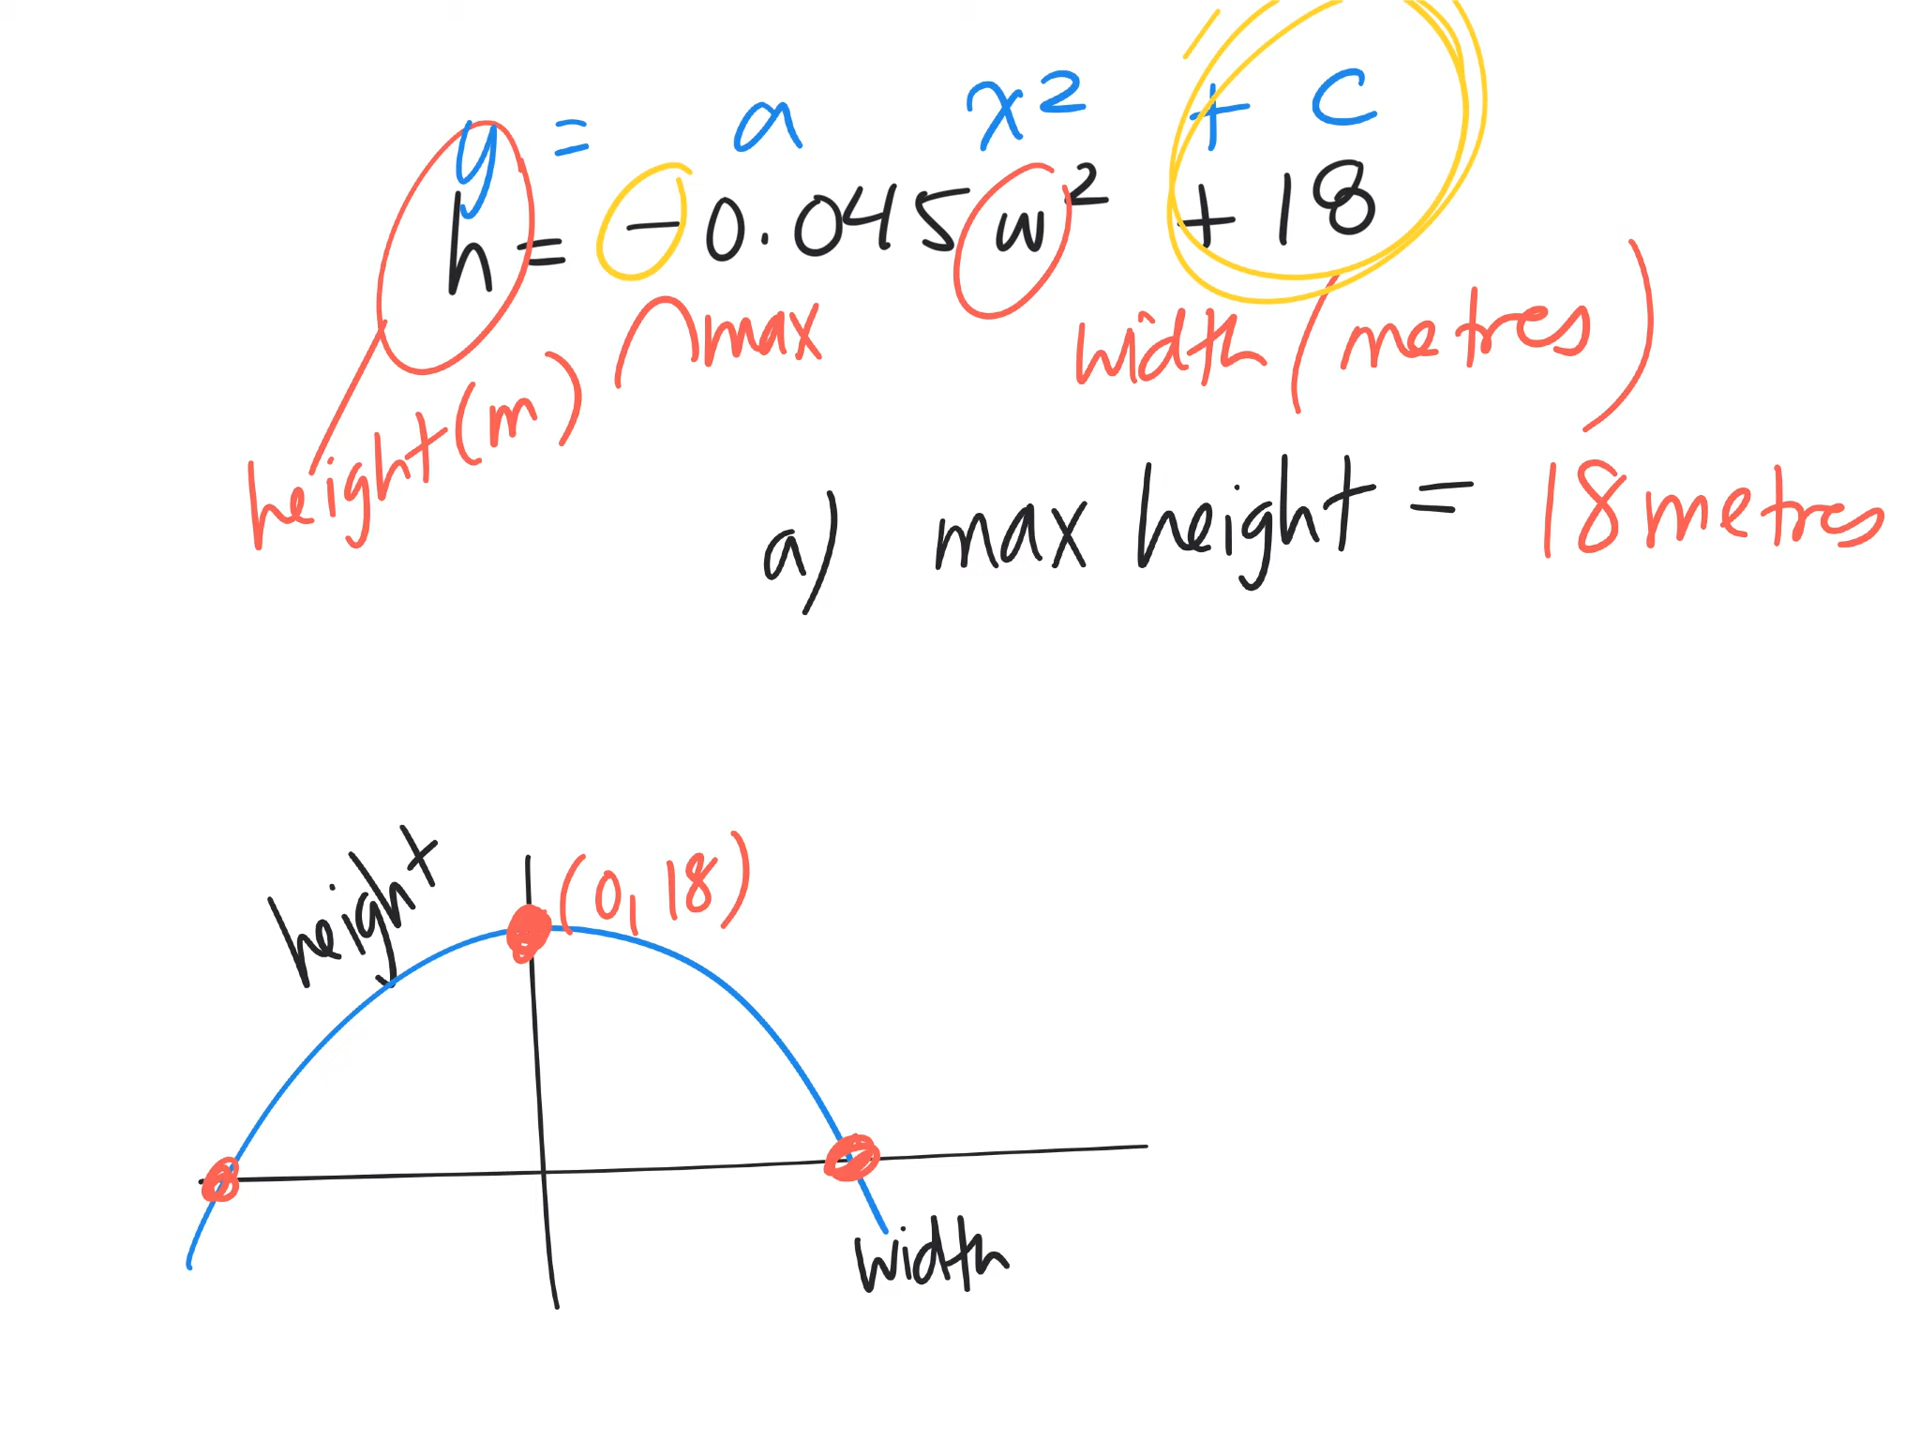 y = a x² + c
h = -0.045w² + 18
max
width (metres)
height (m)
a) max height = 18 metres
height
(0, 18)
width